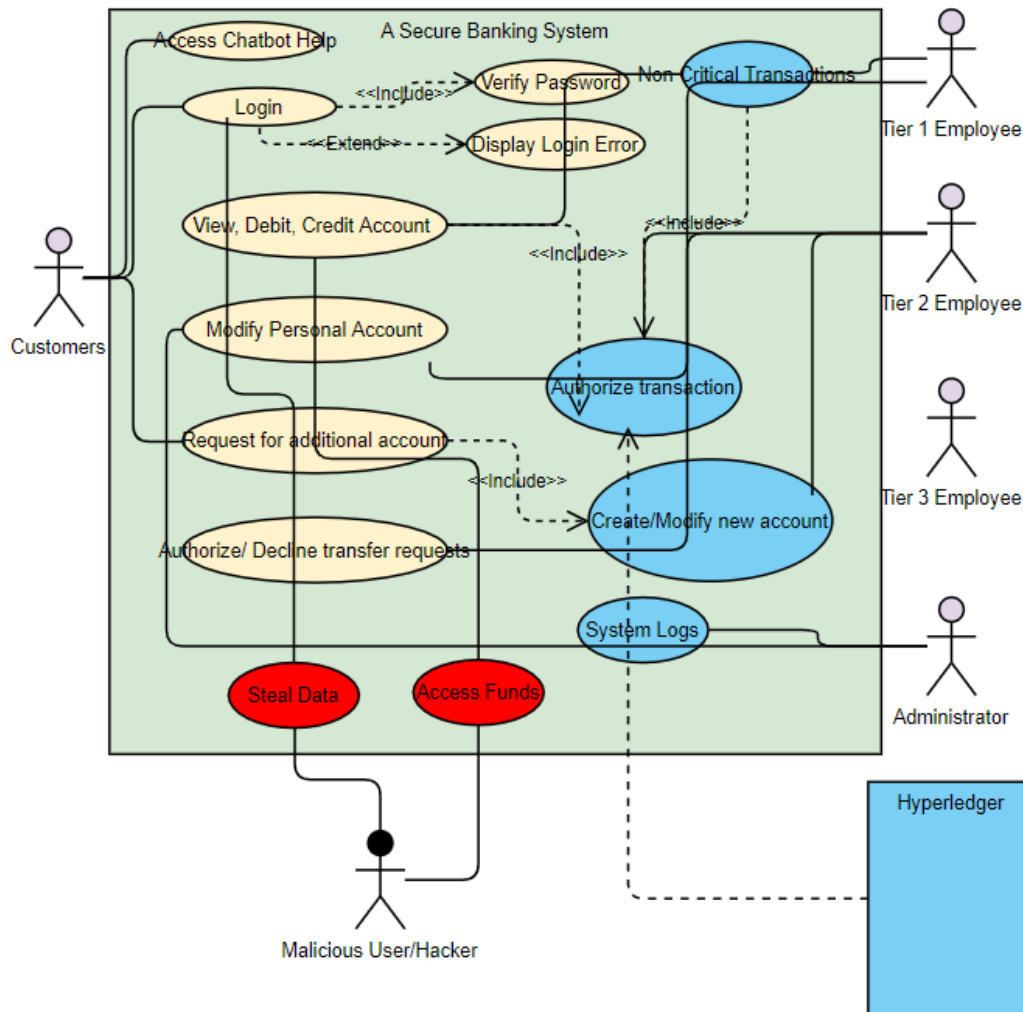 A Secure Banking System
Access Chatbot Help
Verify Password
Non Critical Transactions
<<Include>>
Login
Tier 1 Employee
<<Extend>>
Display Login Error
View, Debit, Credit Account
<<Include>>
<<Include>>
Tier 2 Employee
Customers
Modify Personal Account
Authorize transaction
Request for additional account
<<Include>>
Tier 3 Employee
Create/Modify new account
Authorize/ Decline transfer requests
System Logs
Steal Data
Access Funds
Administrator
Hyperledger
Malicious User/Hacker